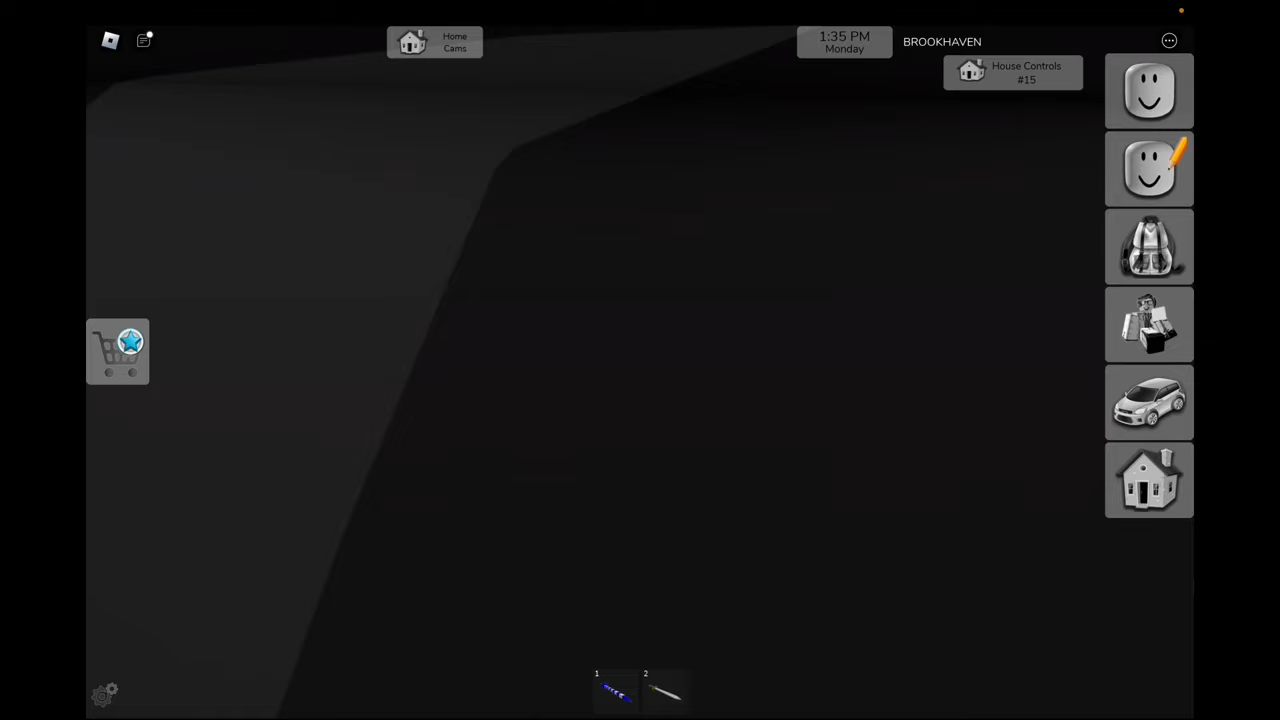 Home
Cams
1:35 PM
Monday
BROOKHAVEN
House Controls
#15
1
2